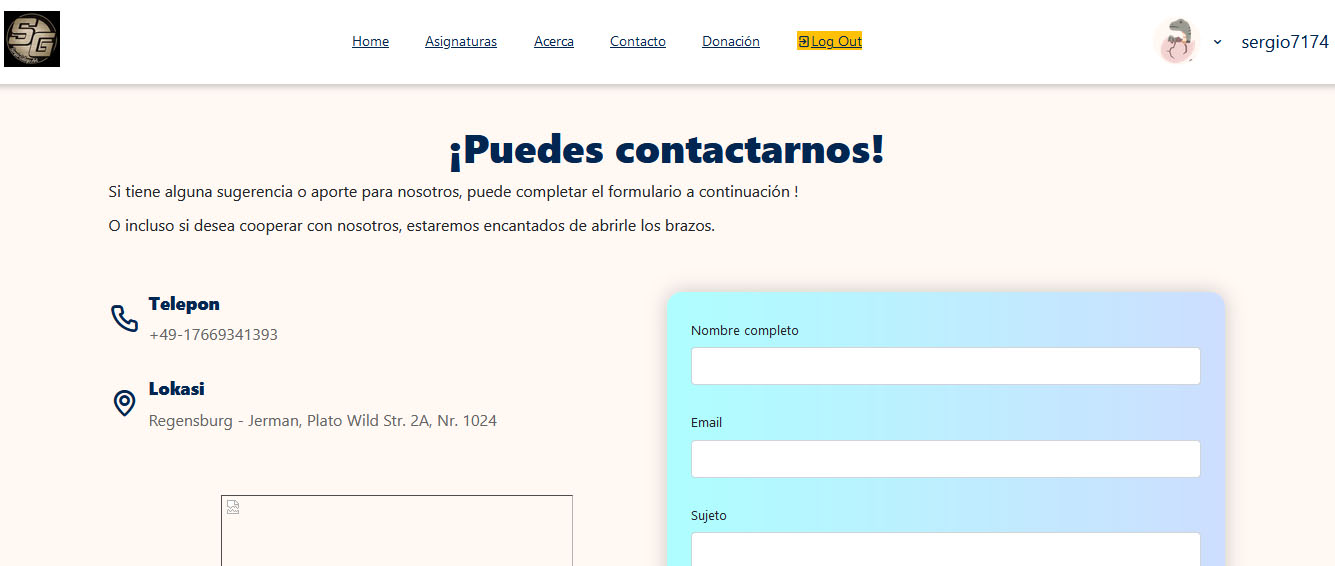 SG
Home Asignaturas Acerca Contacto Donación Log Out sergio7174
¡Puedes contactarnos!
Si tiene alguna sugerencia o aporte para nosotros, puede completar el formulario a continuación !
O incluso si desea cooperar con nosotros, estaremos encantados de abrirle los brazos.
Telepon
+49-17669341393
Lokasi
Regensburg - Jerman, Plato Wild Str. 2A, Nr. 1024
Nombre completo
Email
Sujeto